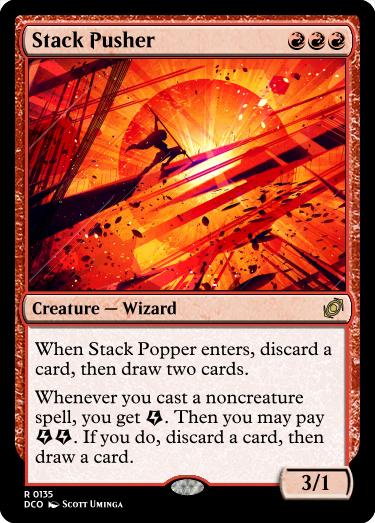 Stack Pusher
Creature — Wizard
When Stack Popper enters, discard a
card, then draw two cards.
Whenever you cast a noncreature
spell, you get . Then you may pay
. If you do, discard a card, then
draw a card.
3/1
R 0135
DCO Scott Uminga